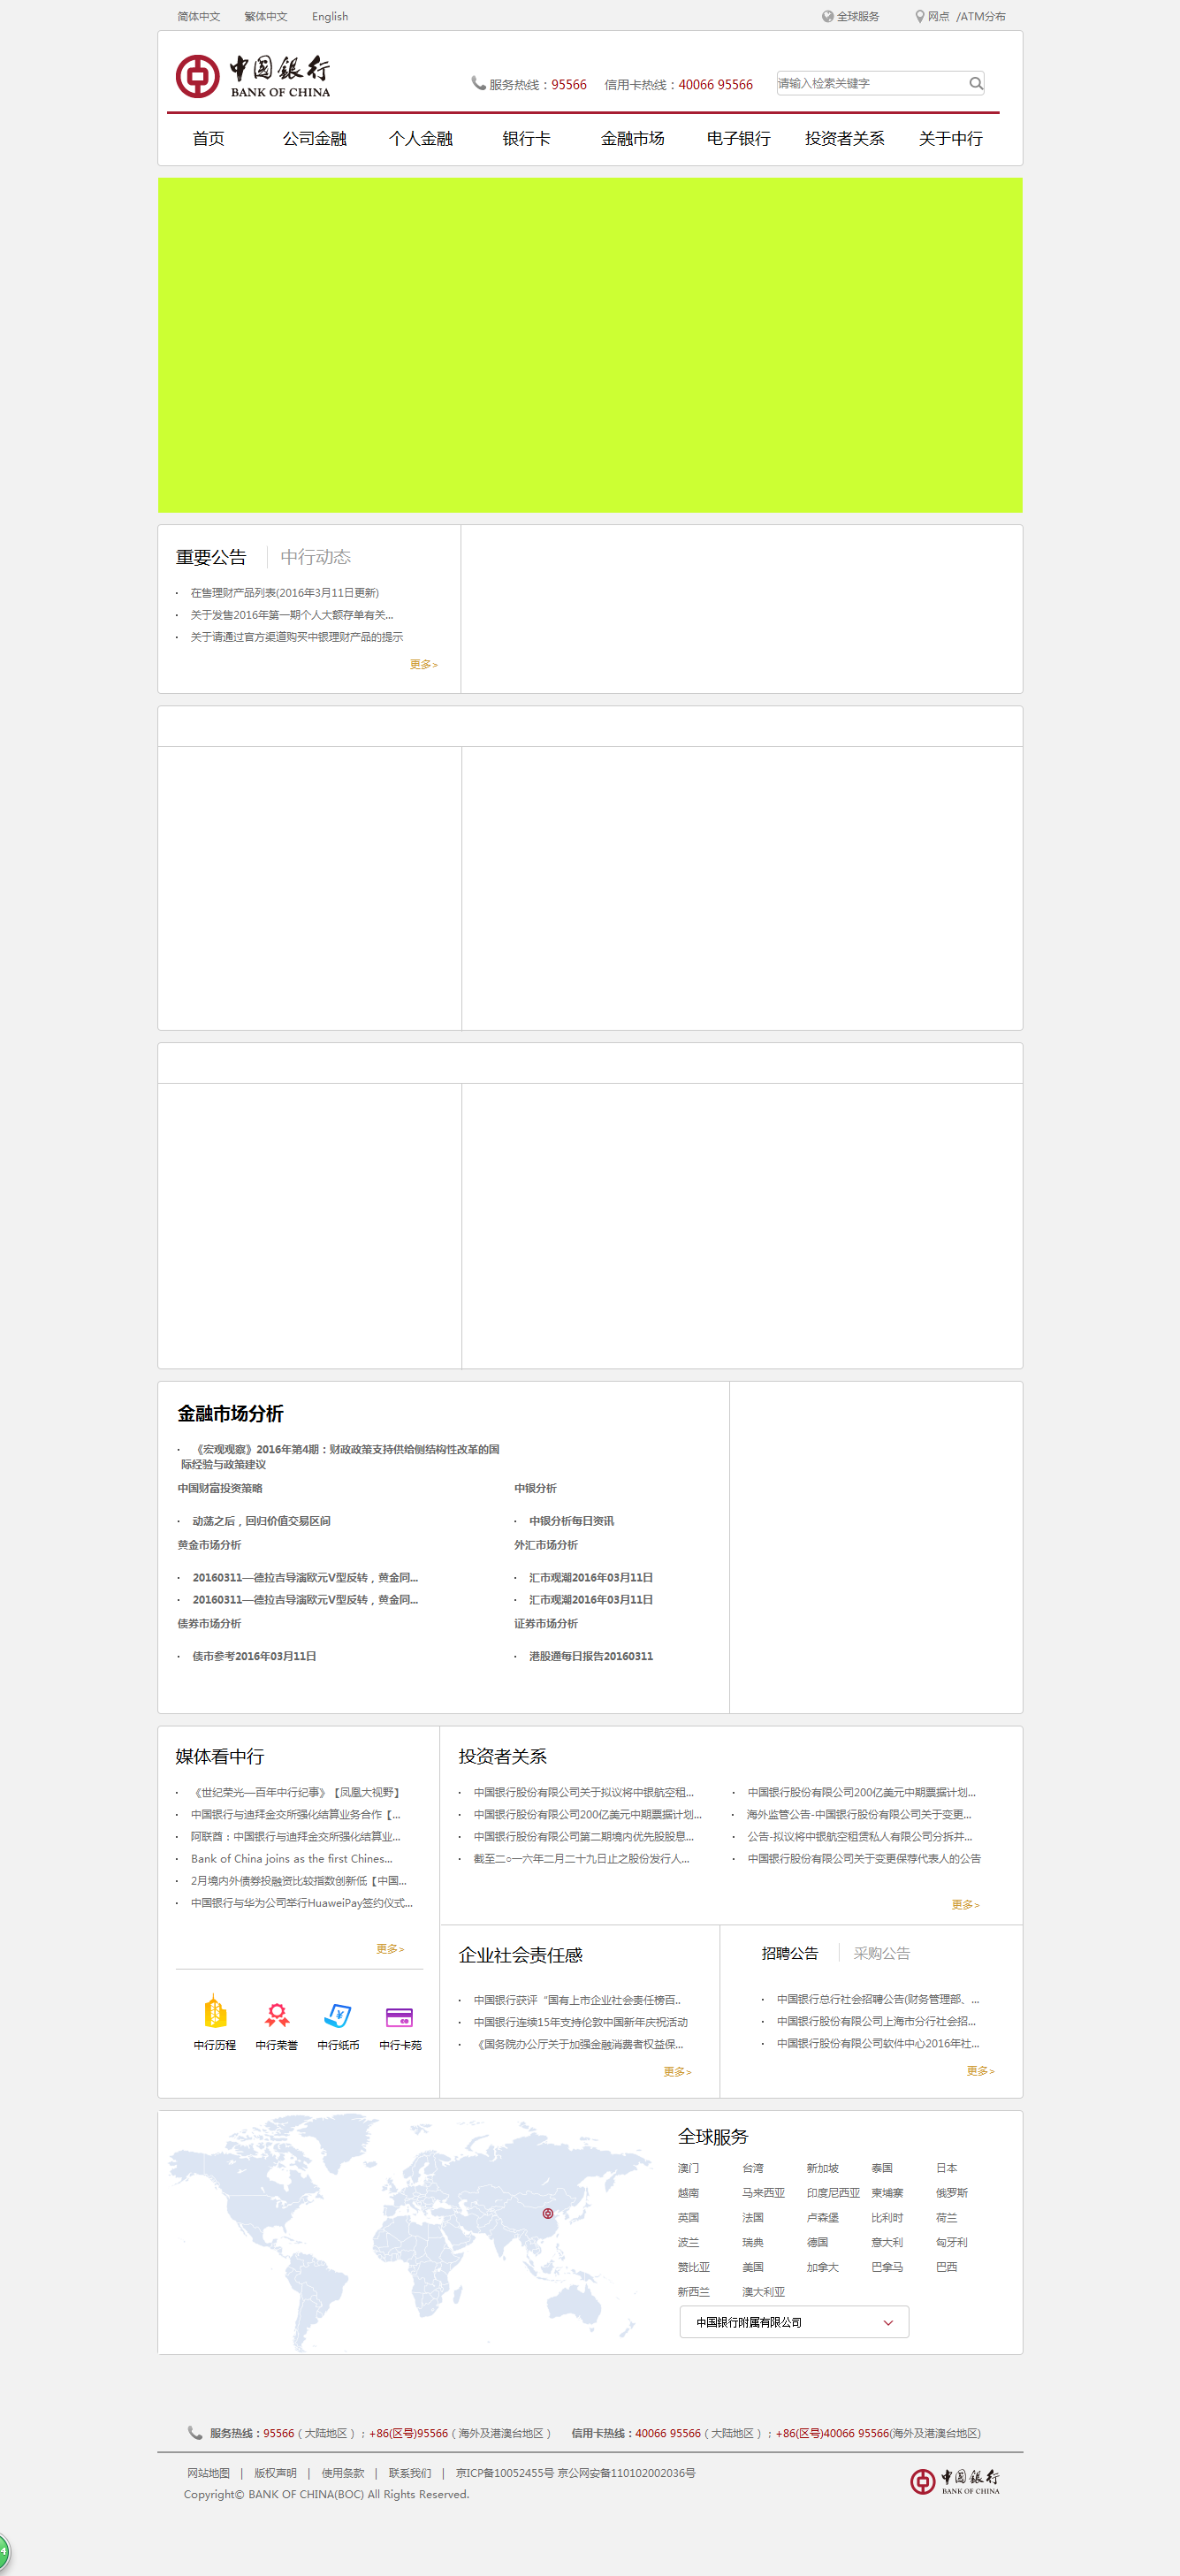 简体中文 繁体中文 English 全球服务 网点 /ATM分布
中国銀行
BANK OF CHINA
服务热线：95566 信用卡热线：40066 95566 请输入检索关键字
首页 公司金融 个人金融 银行卡 金融市场 电子银行 投资者关系 关于中行
重要公告 中行动态
· 在售理财产品列表(2016年3月11日更新)
· 关于发售2016年第一期个人大额存单有关...
· 关于请通过官方渠道购买中银理财产品的提示
更多>
金融市场分析
· 《宏观观察》2016年第4期：财政政策支持供给侧结构性改革的国
际经验与政策建议
中国财富投资策略 中银分析
· 动荡之后，回归价值交易区间 · 中银分析每日资讯
黄金市场分析 外汇市场分析
· 20160311—德拉吉导演欧元V型反转，黄金同... · 汇市观潮2016年03月11日
· 20160311—德拉吉导演欧元V型反转，黄金同... · 汇市观潮2016年03月11日
债券市场分析 证券市场分析
· 债市参考2016年03月11日 · 港股通每日报告20160311
媒体看中行
· 《世纪荣光—百年中行纪事》【凤凰大视野】
· 中国银行与迪拜金交所强化结算业务合作【...
· 阿联酋：中国银行与迪拜金交所强化结算业...
· Bank of China joins as the first Chines...
· 2月境内外债券投融资比较指数创新低【中国...
· 中国银行与华为公司举行HuaweiPay签约仪式...
更多>
中行历程 中行荣誉 中行纸币 中行卡苑
投资者关系
· 中国银行股份有限公司关于拟议将中银航空租... · 中国银行股份有限公司200亿美元中期票据计划...
· 中国银行股份有限公司200亿美元中期票据计划... · 海外监管公告-中国银行股份有限公司关于变更...
· 中国银行股份有限公司第二期境内优先股股息... · 公告-拟议将中银航空租赁私人有限公司分拆并...
· 截至二○一六年二月二十九日止之股份发行人... · 中国银行股份有限公司关于变更保荐代表人的公告
更多>
企业社会责任感
· 中国银行获评“国有上市企业社会责任榜百..
· 中国银行连续15年支持伦敦中国新年庆祝活动
· 《国务院办公厅关于加强金融消费者权益保...
更多>
招聘公告 采购公告
· 中国银行总行社会招聘公告(财务管理部、...
· 中国银行股份有限公司上海市分行社会招...
· 中国银行股份有限公司软件中心2016年社...
更多>
全球服务
澳门 台湾 新加坡 泰国 日本
越南 马来西亚 印度尼西亚 柬埔寨 俄罗斯
英国 法国 卢森堡 比利时 荷兰
波兰 瑞典 德国 意大利 匈牙利
赞比亚 美国 加拿大 巴拿马 巴西
新西兰 澳大利亚
中国银行附属有限公司
服务热线：95566（大陆地区）；+86(区号)95566（海外及港澳台地区） 信用卡热线：40066 95566（大陆地区）；+86(区号)40066 95566(海外及港澳台地区)
网站地图 | 版权声明 | 使用条款 | 联系我们 | 京ICP备10052455号 京公网安备110102002036号
Copyright© BANK OF CHINA(BOC) All Rights Reserved.
中国銀行
BANK OF CHINA
4